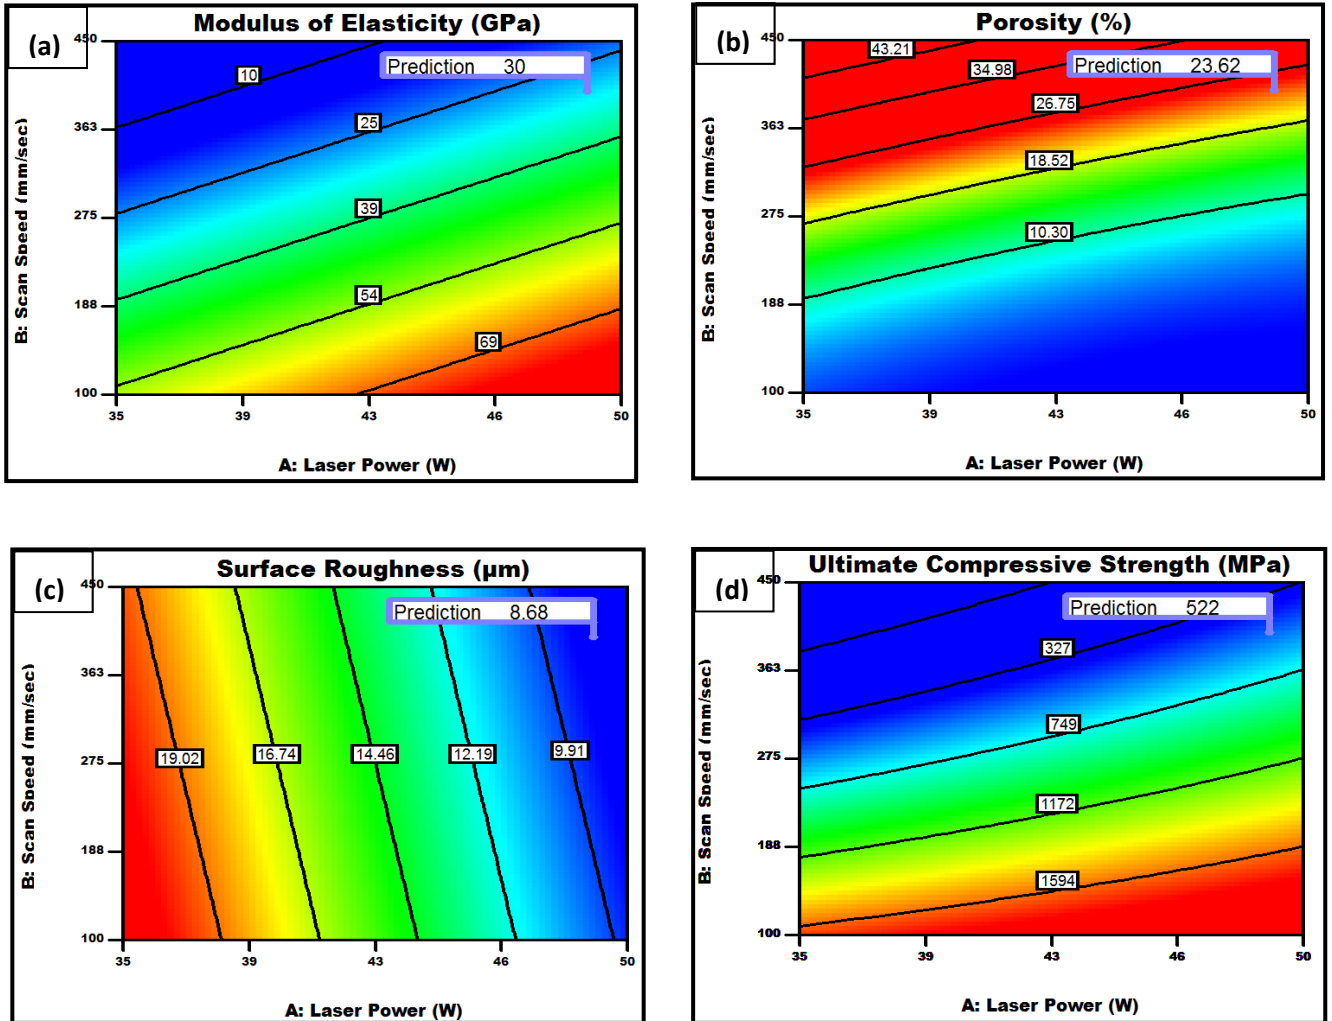 (a)
Modulus of Elasticity (GPa)
Prediction 30
450
363
275
188
100
B: Scan Speed (mm/sec)
10
25
39
54
69
35 39 43 46 50
A: Laser Power (W)
(b)
Porosity (%)
Prediction 23.62
450
363
275
188
100
B: Scan Speed (mm/sec)
43.21
34.98
26.75
18.52
10.30
35 39 43 46 50
A: Laser Power (W)
(c)
Surface Roughness (µm)
Prediction 8.68
450
363
275
188
100
B: Scan Speed (mm/sec)
19.02 16.74 14.46 12.19 9.91
35 39 43 46 50
A: Laser Power (W)
(d)
Ultimate Compressive Strength (MPa)
Prediction 522
450
363
275
188
100
B: Scan Speed (mm/sec)
327
749
1172
1594
35 39 43 46 50
A: Laser Power (W)